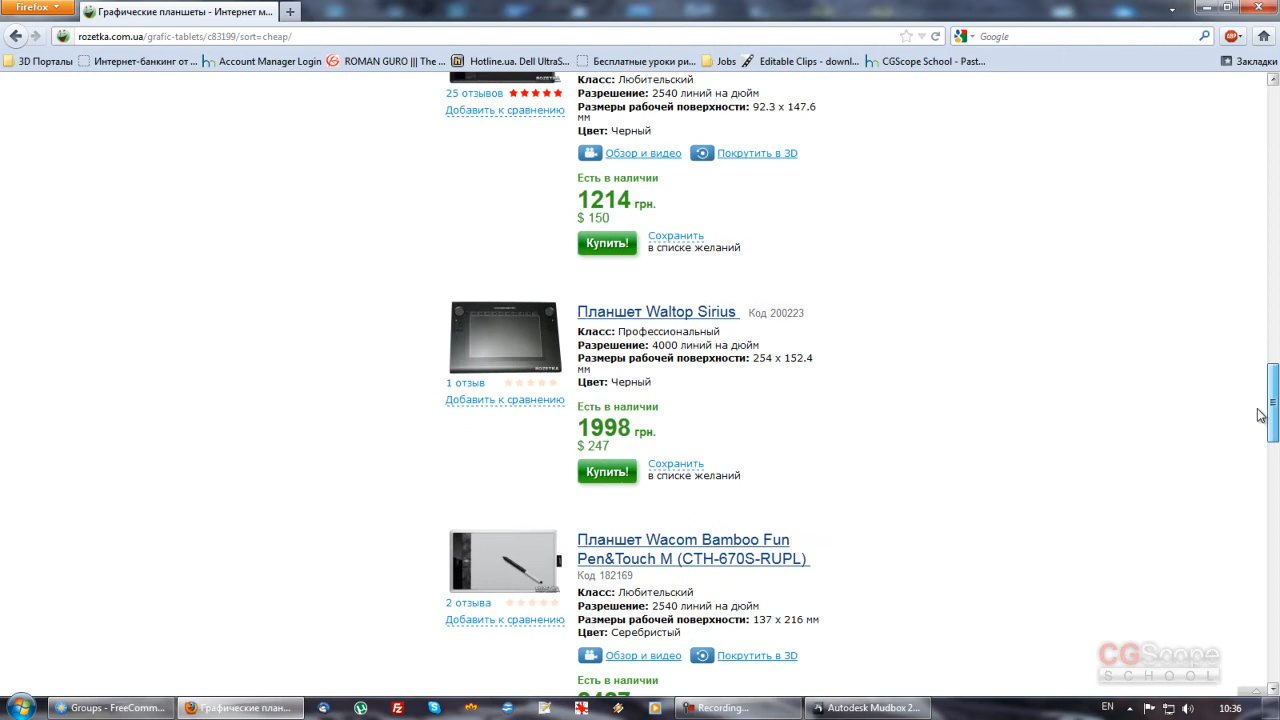 Firefox
Графические планшеты - Интернет м...
rozetka.com.ua/grafic-tablets/c83199/sort=cheap/
Google
3D Порталы
Интернет-банкинг от ...
Account Manager Login
ROMAN GURO ||| The ...
Hotline.ua. Dell UltraS...
Бесплатные уроки ри...
Jobs
Editable Clips - downl...
CGScope School - Past...
Закладки
Класс: Любительский
25 отзывов
Разрешение: 2540 линий на дюйм
Добавить к сравнению
Размеры рабочей поверхности: 92.3 x 147.6
мм
Цвет: Черный
Обзор и видео
Покрутить в 3D
Есть в наличии
1214 грн.
$ 150
Купить!
Сохранить
в списке желаний
Планшет Waltop Sirius
Код 200223
Класс: Профессиональный
Разрешение: 4000 линий на дюйм
Размеры рабочей поверхности: 254 x 152.4
мм
ROZETKA
1 отзыв
Цвет: Черный
Добавить к сравнению
Есть в наличии
1998 грн.
$ 247
Купить!
Сохранить
в списке желаний
Планшет Wacom Bamboo Fun
Pen&Touch M (CTH-670S-RUPL)
Код 182169
Класс: Любительский
2 отзыва
Разрешение: 2540 линий на дюйм
Добавить к сравнению
Размеры рабочей поверхности: 137 x 216 мм
Цвет: Серебристый
Обзор и видео
Покрутить в 3D
Есть в наличии
CGScope
SCHOOL
Groups - FreeComm...
Графические план...
Recording...
Autodesk Mudbox 2...
EN
10:36